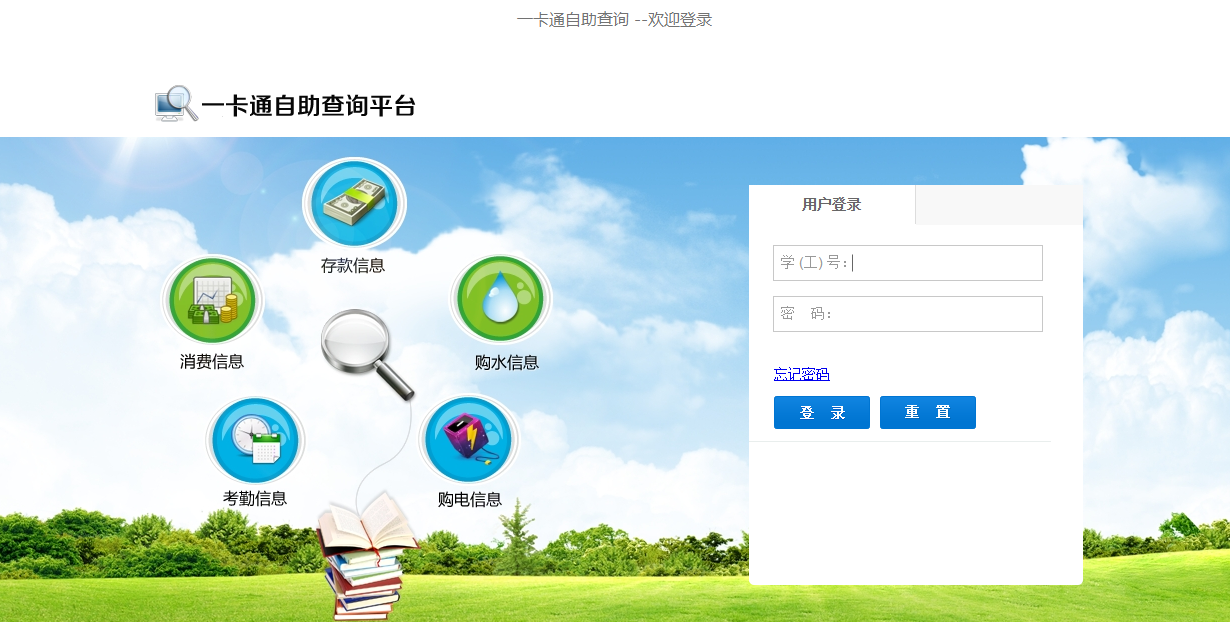 一卡通自助查询 --欢迎登录
一卡通自助查询平台
存款信息
消费信息
购水信息
考勤信息
购电信息
用户登录
学(工)号:
密 码:
忘记密码
登 录
重 置